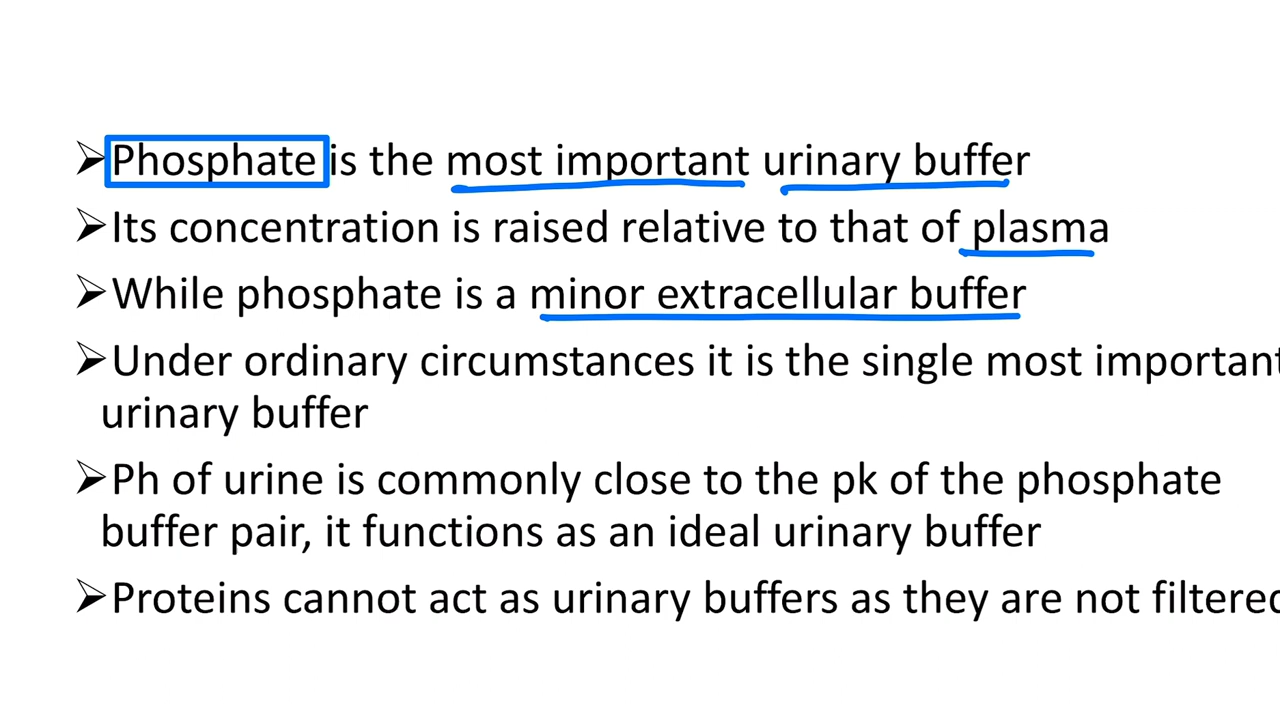 ➢Phosphate is the most important urinary buffer
➢Its concentration is raised relative to that of plasma
➢While phosphate is a minor extracellular buffer
➢Under ordinary circumstances it is the single most important
urinary buffer
➢Ph of urine is commonly close to the pk of the phosphate
buffer pair, it functions as an ideal urinary buffer
➢Proteins cannot act as urinary buffers as they are not filtered